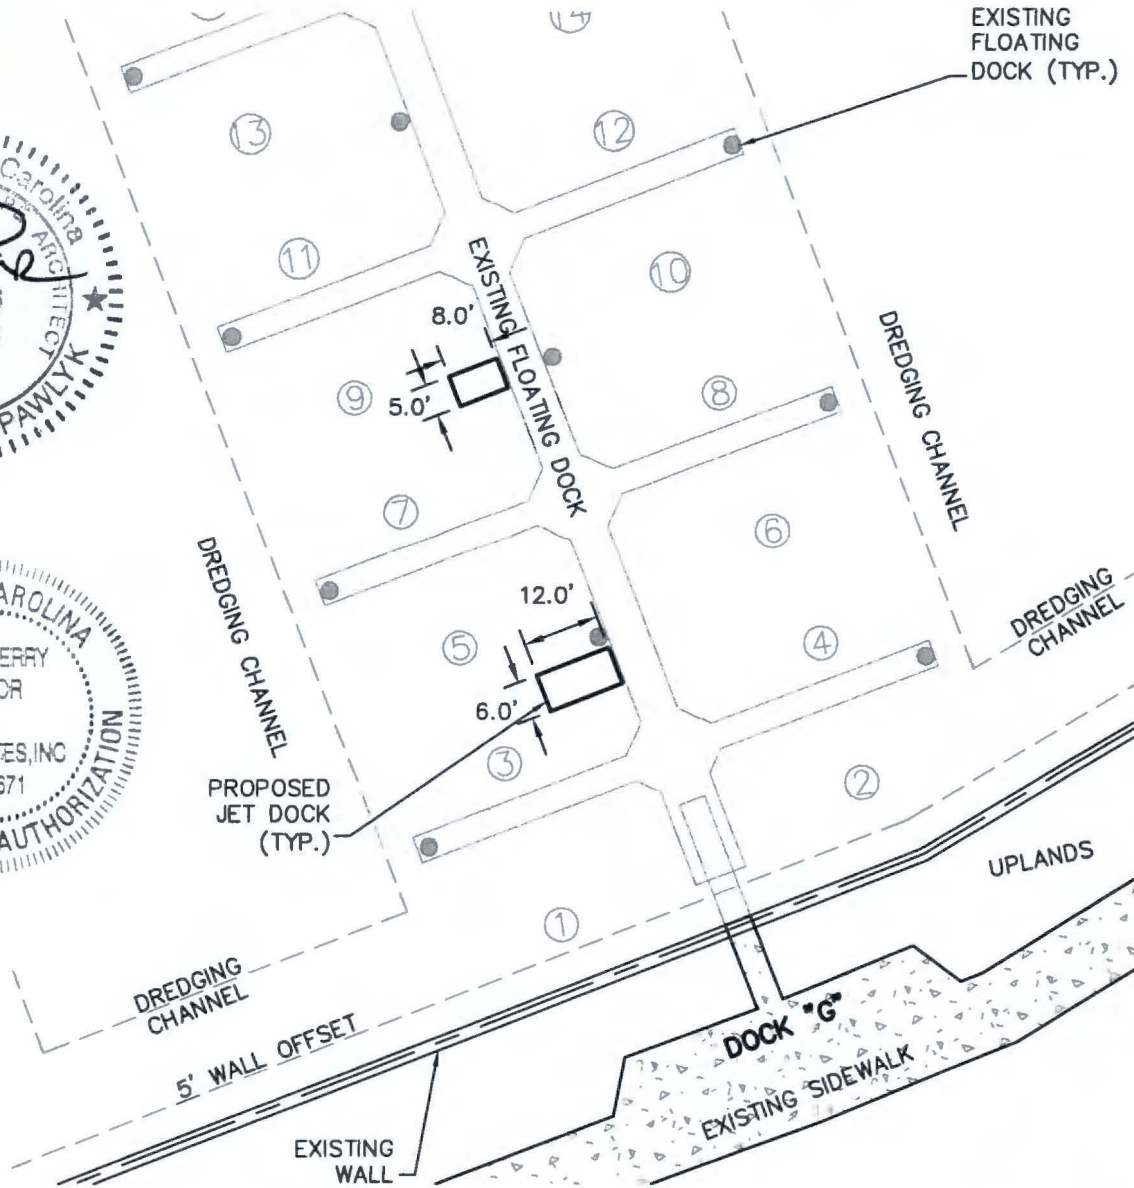 14
EXISTING
FLOATING
DOCK (TYP.)
13
12
Carolina
ARCHITECT
PAWLYK
11
10
EXISTING FLOATING DOCK
8.0'
5.0'
9
8
DREDGING CHANNEL
7
6
DREDGING CHANNEL
12.0'
6.0'
5
4
DREDGING
CHANNEL
AROLINA
ERRY
OR
TES,INC
671
AUTHORIZATION
3
2
PROPOSED
JET DOCK
(TYP.)
UPLANDS
1
DREDGING
CHANNEL
5' WALL OFFSET
DOCK "G"
EXISTING SIDEWALK
EXISTING
WALL